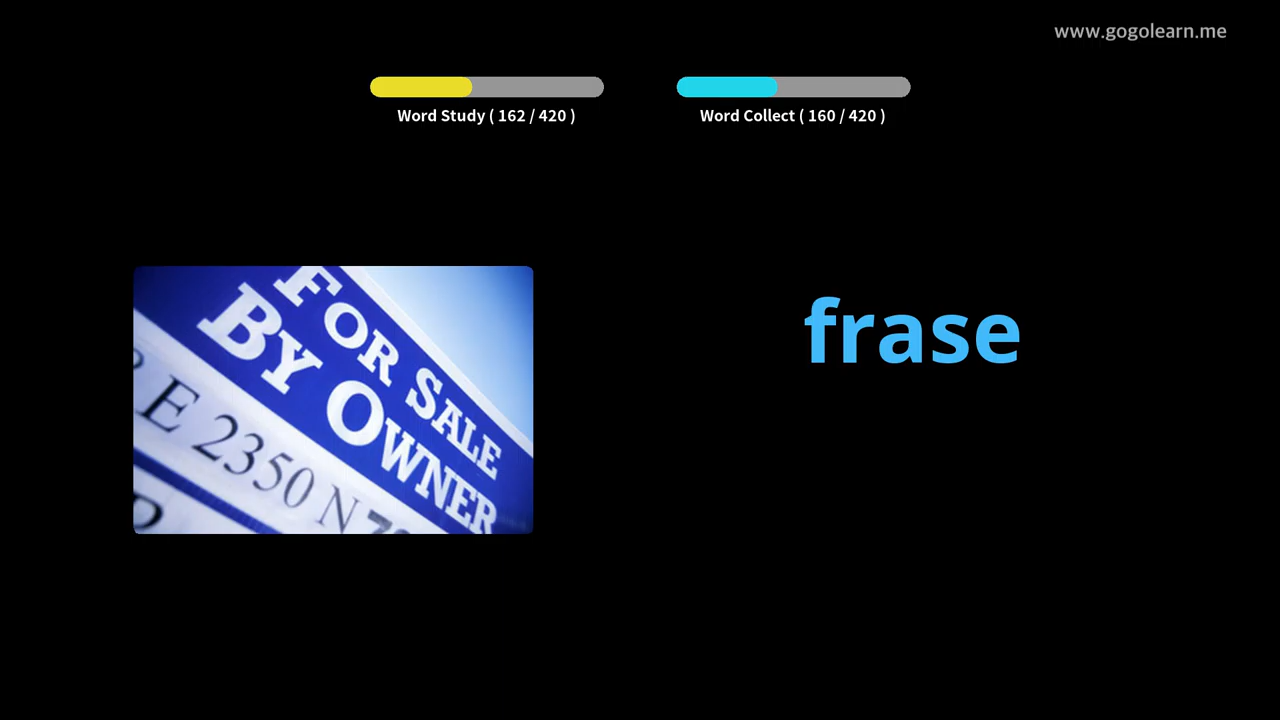 www.gogolearn.me
Word Study ( 162 / 420 )
Word Collect ( 160 / 420 )
FOR SALE
BY OWNER
E 2350 N
frase